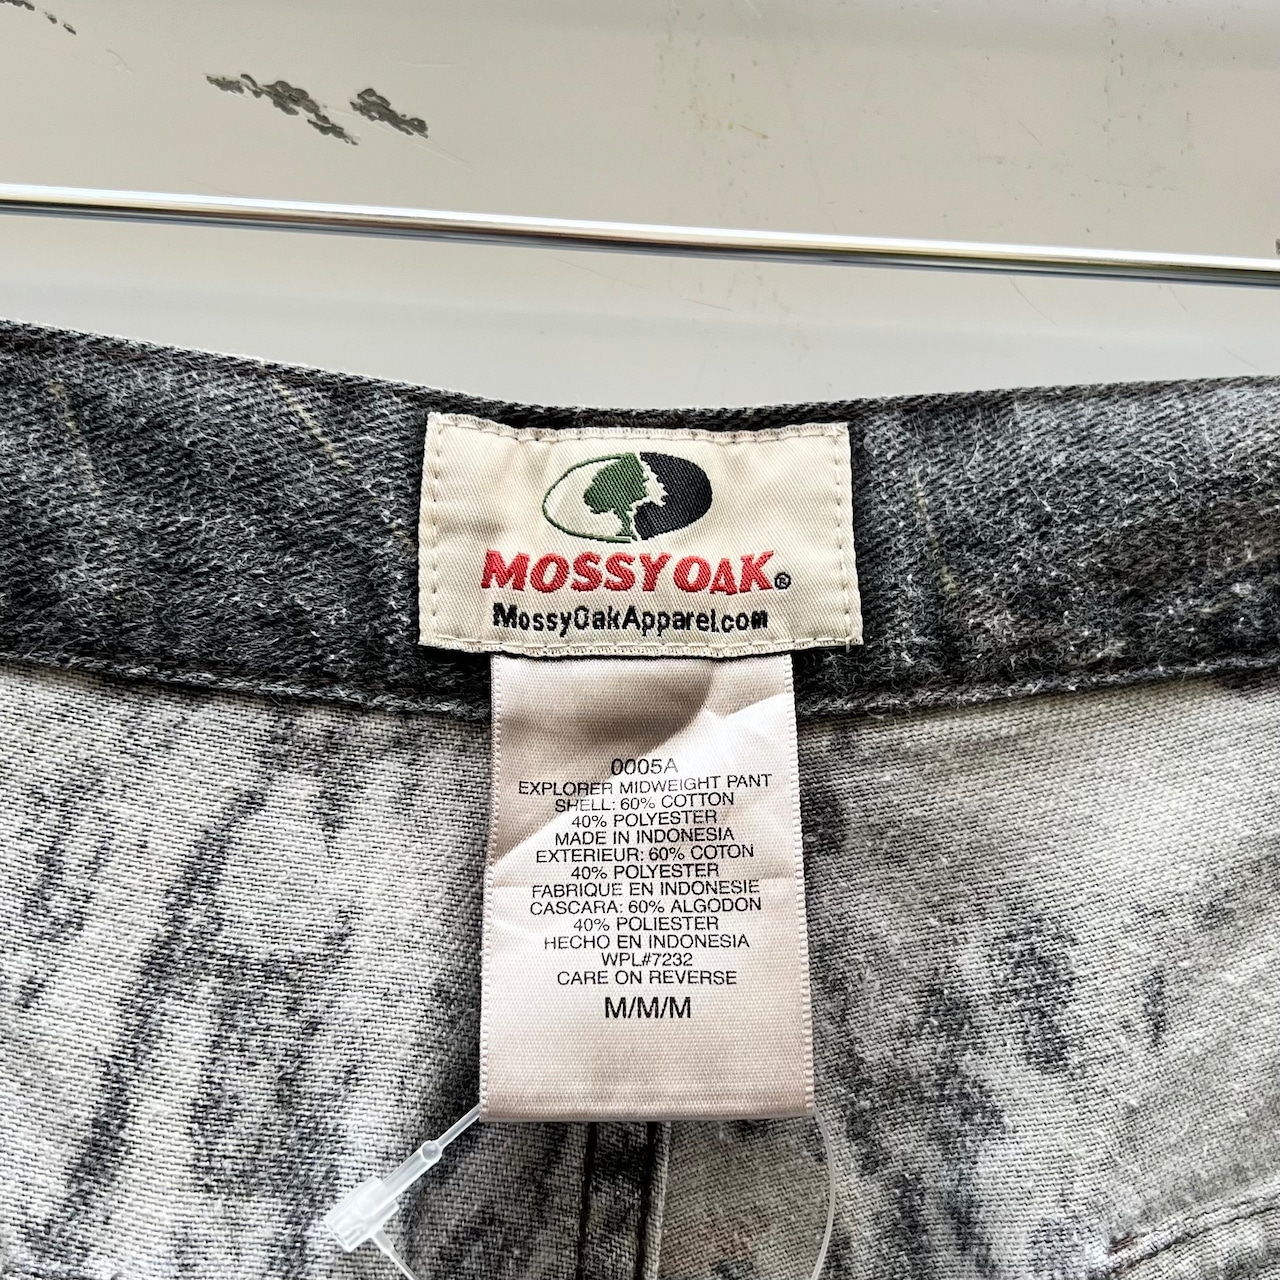 MOSSY OAK®
MossyOakApparel.com
0005A
EXPLORER MIDWEIGHT PANT
SHELL: 60% COTTON
40% POLYESTER
MADE IN INDONESIA
EXTERIEUR: 60% COTON
40% POLYESTER
FABRIQUE EN INDONESIE
CASCARA: 60% ALGODON
40% POLIESTER
HECHO EN INDONESIA
WPL#7232
CARE ON REVERSE
M/M/M